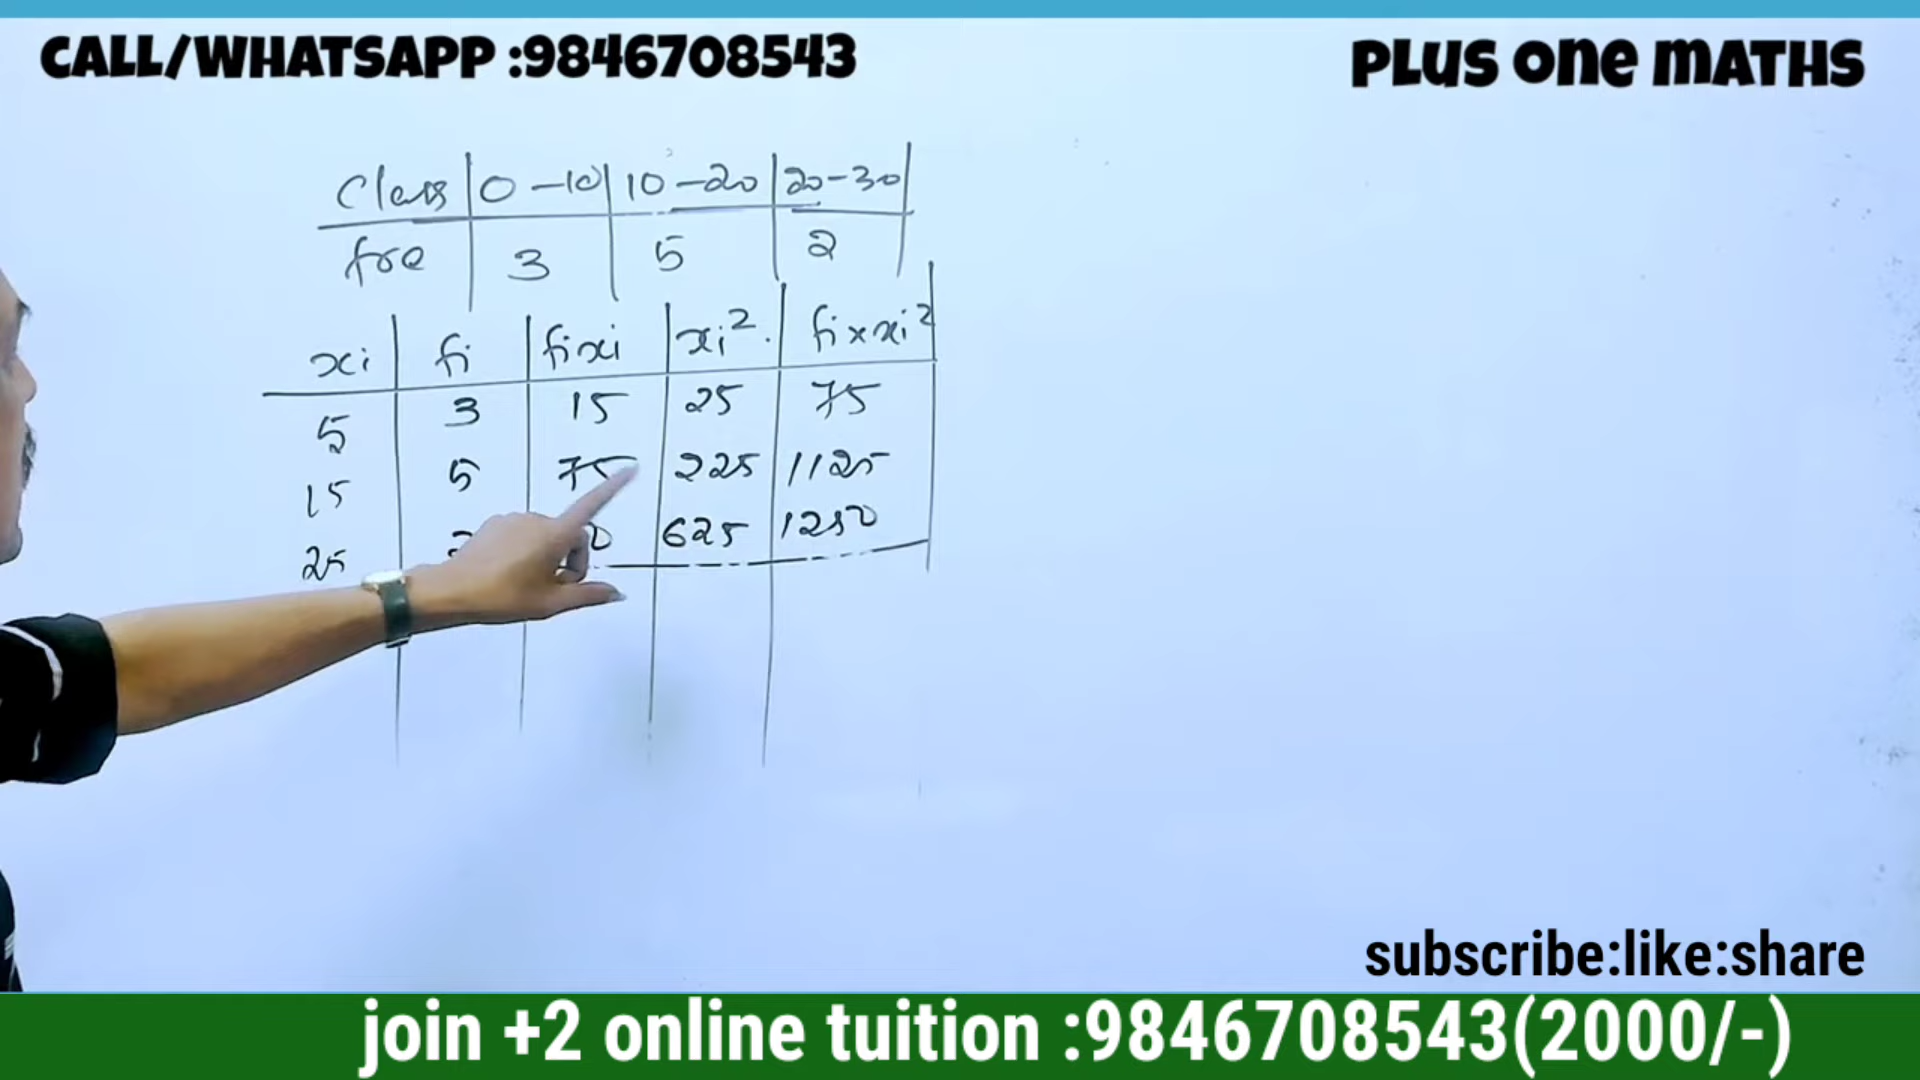 CALL/WHATSAPP :9846708543
PLUS ONE MATHS
Class 0-10 10-20 20-30
fre 3 5 2
xi fi fixi xi² fi×xi²
5 3 15 25 75
15 5 75 225 1125
25 625 1250
subscribe:like:share
join +2 online tuition :9846708543(2000/-)